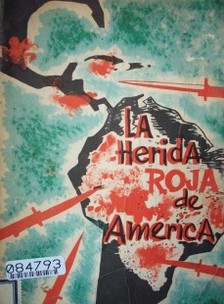 LA
Herida
ROJA
de
America
084793